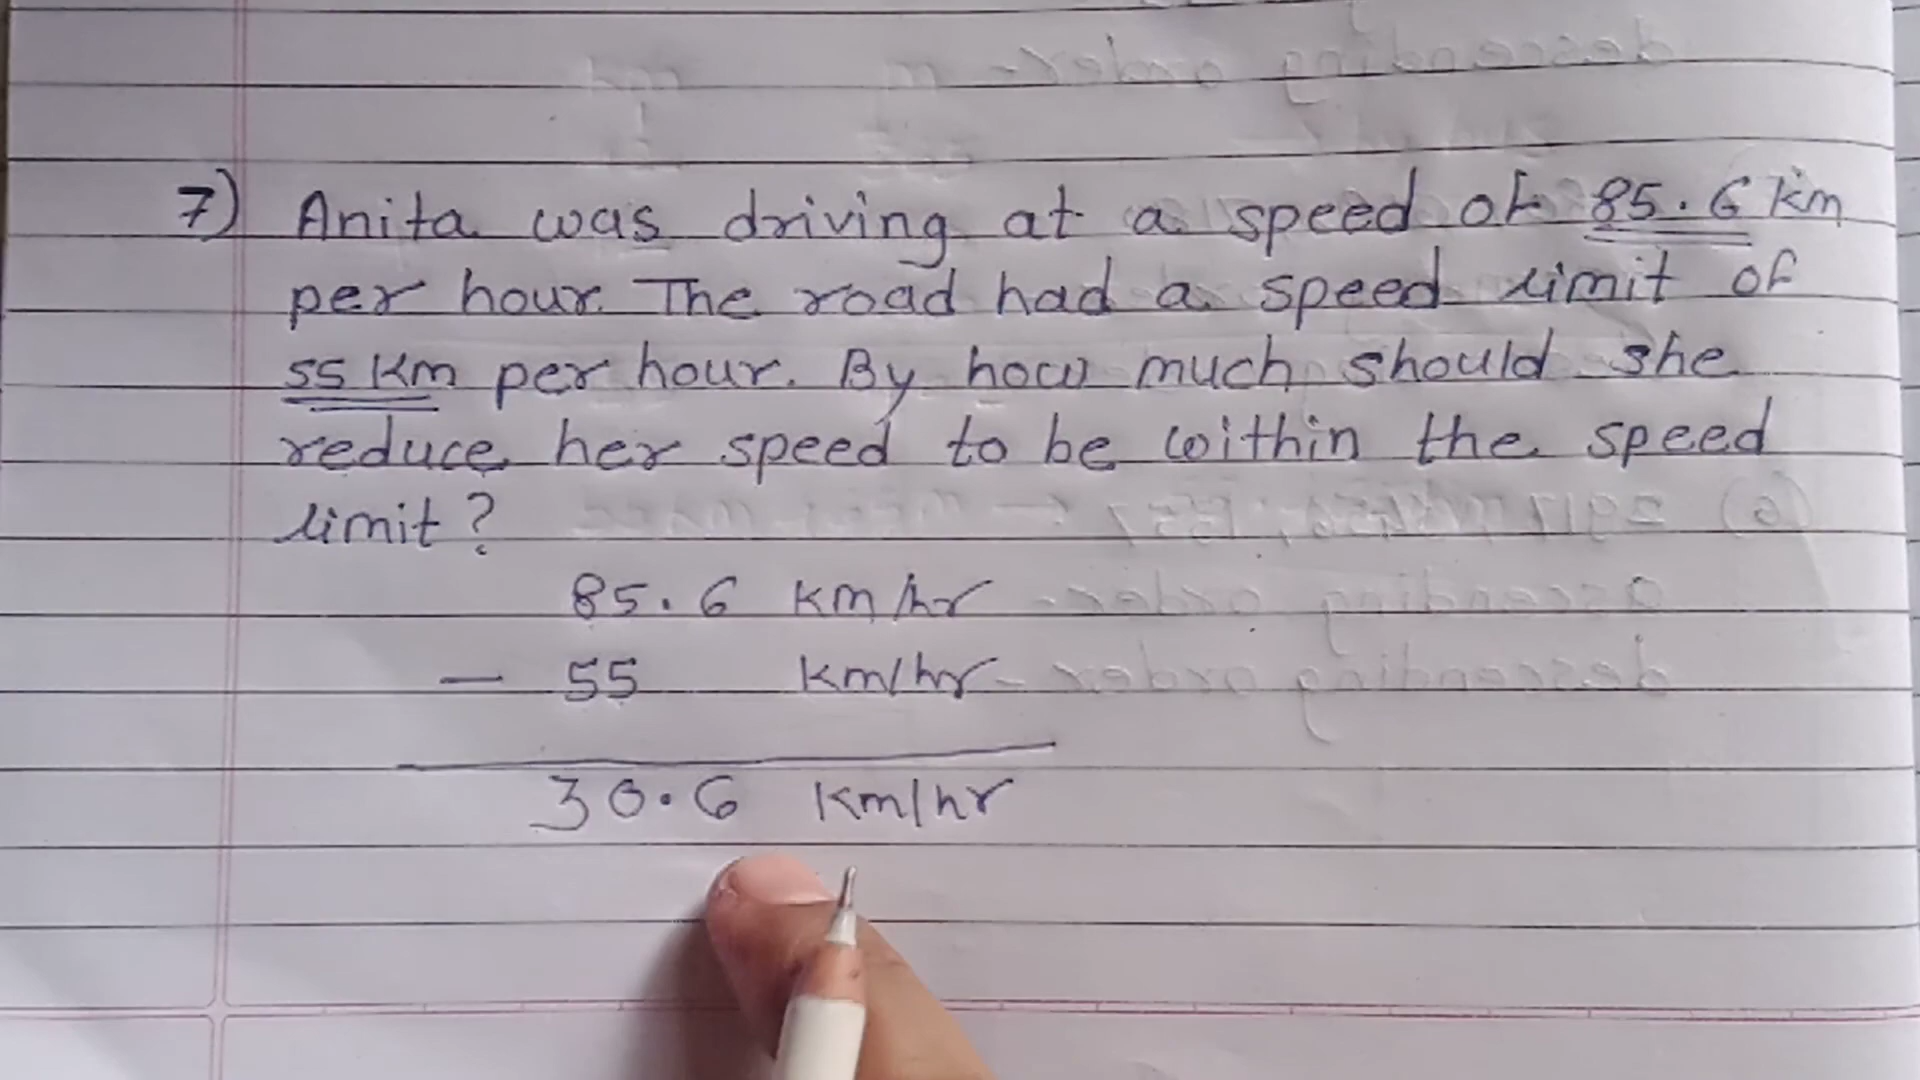 7) Anita was driving at a speed of 85.6 km
per hour. The road had a speed limit of
55 km per hour. By how much should she
reduce her speed to be within the speed
limit?
85.6 km/hr
— 55 km/hr
30.6 km/hr